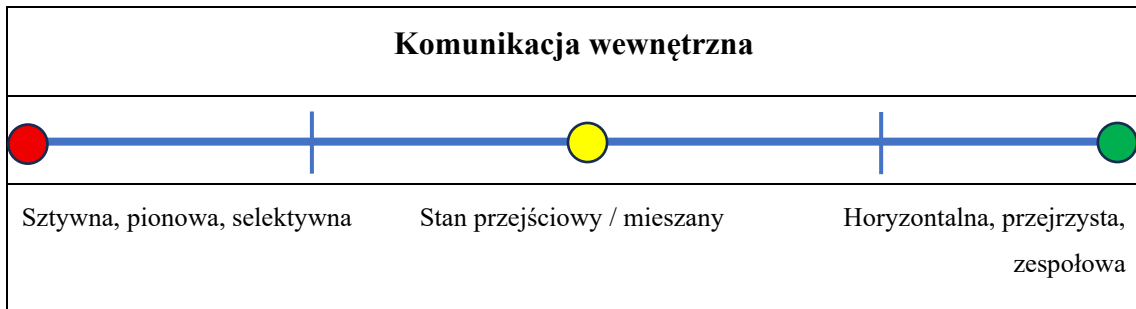 Komunikacja wewnętrzna
Sztywna, pionowa, selektywna
Stan przejściowy / mieszany
Horyzontalna, przejrzysta,
zespołowa